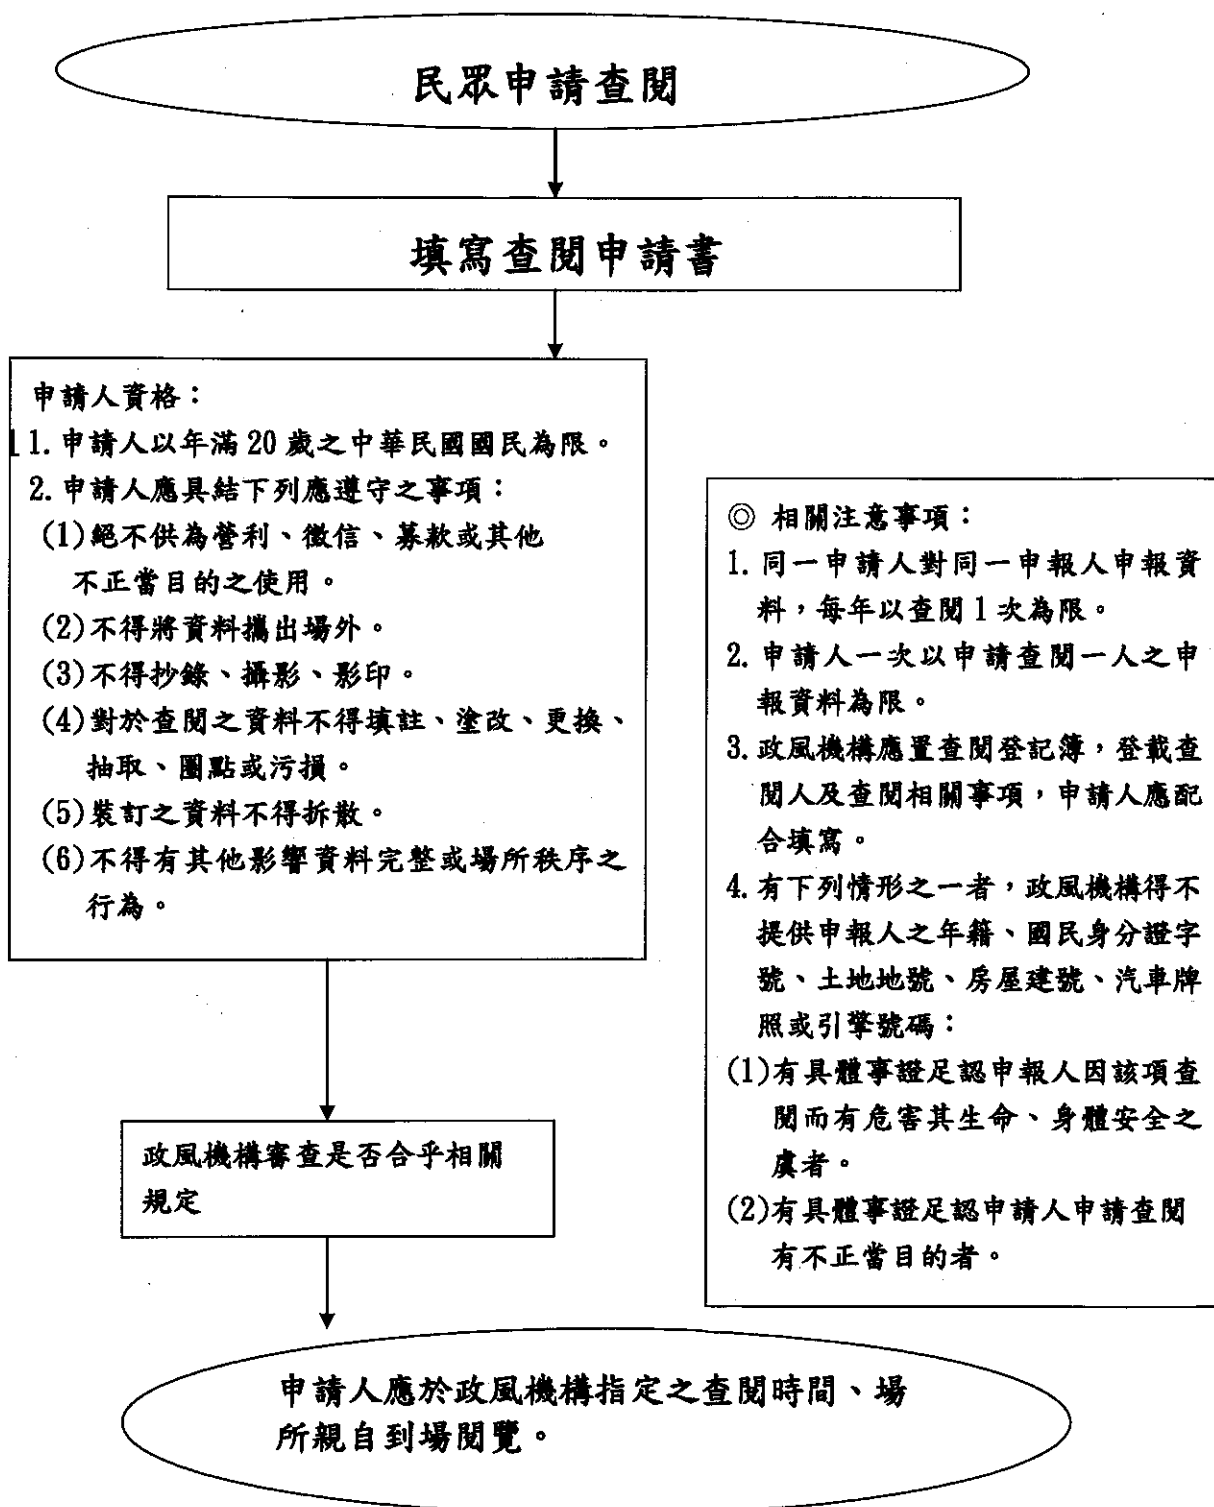 民眾申請查閱
填寫查閱申請書
申請人資格：
1.申請人以年滿20歲之中華民國國民為限。
2.申請人應具結下列應遵守之事項：
(1)絕不供為營利、徵信、募款或其他
不正當目的之使用。
(2)不得將資料攜出場外。
(3)不得抄錄、攝影、影印。
(4)對於查閱之資料不得填註、塗改、更換、
抽取、圈點或污損。
(5)裝訂之資料不得拆散。
(6)不得有其他影響資料完整或場所秩序之
行為。
◎ 相關注意事項：
1.同一申請人對同一申報人申報資
料，每年以查閱1次為限。
2.申請人一次以申請查閱一人之申
報資料為限。
3.政風機構應置查閱登記簿，登載查
閱人及查閱相關事項，申請人應配
合填寫。
4.有下列情形之一者，政風機構得不
提供申報人之年籍、國民身分證字
號、土地地號、房屋建號、汽車牌
照或引擎號碼：
(1)有具體事證足認申報人因該項查
閱而有危害其生命、身體安全之
虞者。
(2)有具體事證足認申請人申請查閱
有不正當目的者。
政風機構審查是否合乎相關
規定
申請人應於政風機構指定之查閱時間、場
所親自到場閱覽。